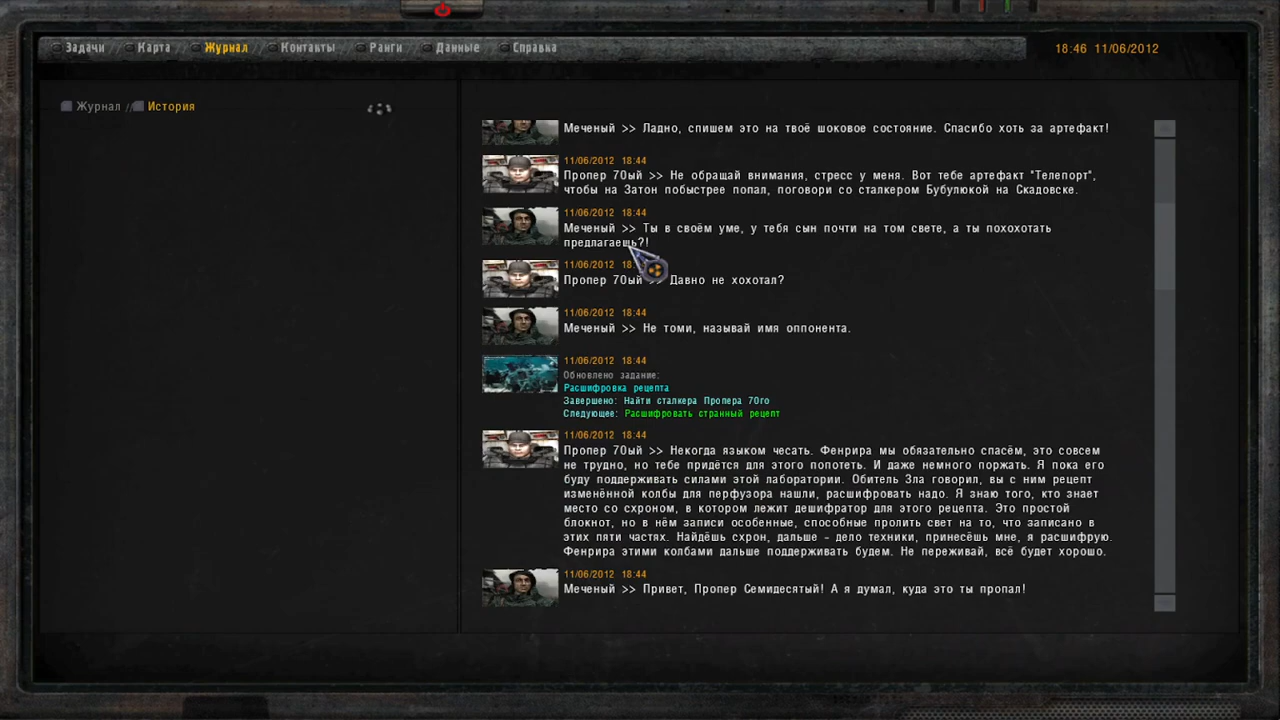 Задачи // Карта // Журнал // Контакты // Ранги // Данные // Справка
18:46 11/06/2012
Журнал // История
Меченый >> Ладно, спишем это на твоё шоковое состояние. Спасибо хоть за артефакт!
11/06/2012 18:44
Пропер 70ый >> Не обращай внимания, стресс у меня. Вот тебе артефакт "Телепорт",
чтобы на Затон побыстрее попал, поговори со сталкером Бубулюкой на Скадовске.
11/06/2012 18:44
Меченый >> Ты в своём уме, у тебя сын почти на том свете, а ты похохотать
предлагаешь?!
11/06/2012 18
Пропер 70ый >> Давно не хохотал?
11/06/2012 18:44
Меченый >> Не томи, называй имя оппонента.
11/06/2012 18:44
Обновлено задание:
Расшифровка рецепта
Завершено: Найти сталкера Пропера 70го
Следующее: Расшифровать странный рецепт
11/06/2012 18:44
Пропер 70ый >> Некогда языком чесать. Фенрира мы обязательно спасём, это совсем
не трудно, но тебе придётся для этого попотеть. И даже немного поржать. Я пока его
буду поддерживать силами этой лаборатории. Обитель Зла говорил, вы с ним рецепт
изменённой колбы для перфузора нашли, расшифровать надо. Я знаю того, кто знает
место со схроном, в котором лежит дешифратор для этого рецепта. Это простой
блокнот, но в нём записи особенные, способные пролить свет на то, что записано в
этих пяти частях. Найдёшь схрон, дальше - дело техники, принесёшь мне, я расшифрую.
Фенрира этими колбами дальше поддерживать будем. Не переживай, всё будет хорошо.
11/06/2012 18:44
Меченый >> Привет, Пропер Семидесятый! А я думал, куда это ты пропал!